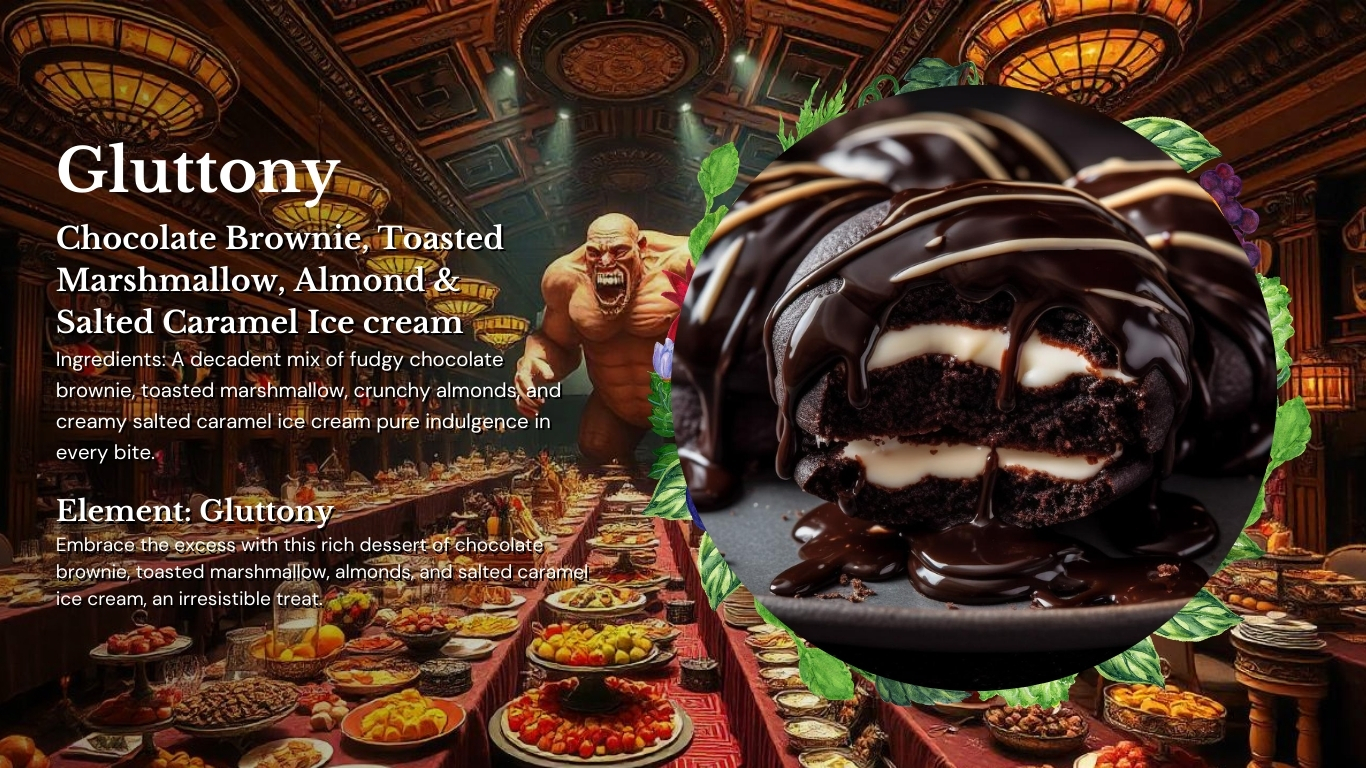 Gluttony
Chocolate Brownie, Toasted
Marshmallow, Almond &
Salted Caramel Ice cream
Ingredients: A decadent mix of fudgy chocolate
brownie, toasted marshmallow, crunchy almonds, and
creamy salted caramel ice cream pure indulgence in
every bite.
Element: Gluttony
Embrace the excess with this rich dessert of chocolate
brownie, toasted marshmallow, almonds, and salted caramel
ice cream, an irresistible treat.